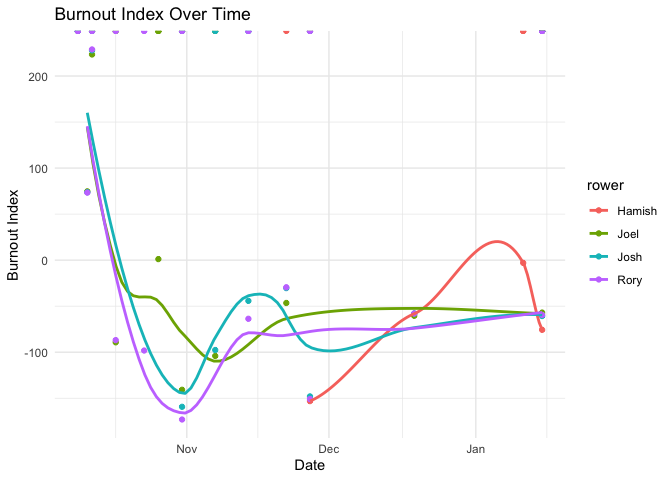 Burnout Index Over Time
200
100
0
-100
Burnout Index
Nov
Dec
Jan
Date
rower
Hamish
Joel
Josh
Rory